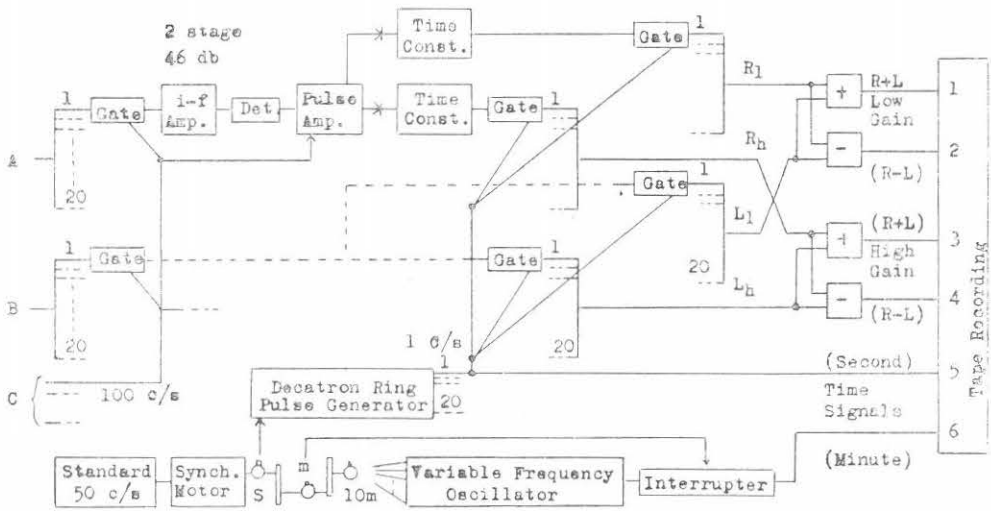 2 stage
46 db
Time
Const.
Gate
1
1
Gate
i-f
Amp.
Det.
Pulse
Amp.
Time
Const.
Gate
1
R1
R+L
Low
Gain
1
+
A
20
Rh
-
2
(R-L)
1
Gate
Gate
1
L1
(R+L)
High
Gain
3
+
Gate
1
20
Lh
-
4
(R-L)
B
20
20
1 c/s
1
(Second)
5
C
100 c/s
Decatron Ring
Pulse Generator
20
Time
Signals
6
(Minute)
Tape Recording
Standard
50 c/s
Synch.
Motor
S
m
10m
Variable Frequency
Oscillator
Interrupter